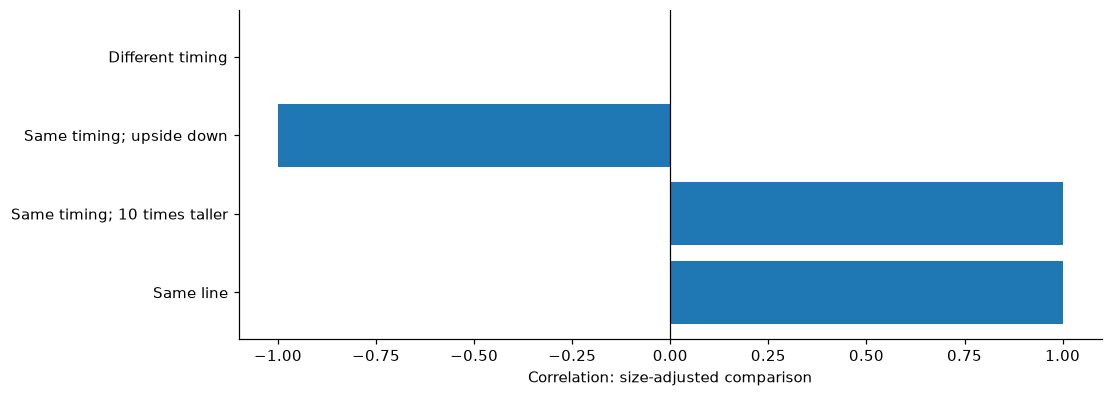 Different timing
Same timing; upside down
Same timing; 10 times taller
Same line
−1.00 −0.75 −0.50 −0.25 0.00 0.25 0.50 0.75 1.00
Correlation: size-adjusted comparison